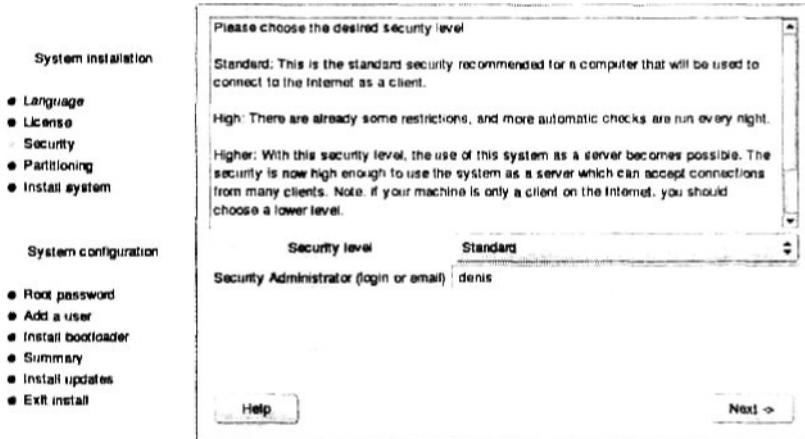 System installation
Language
License
Security
Partitioning
Install system
System configuration
Root password
Add a user
Install bootloader
Summary
Install updates
Exit install
Please choose the desired security level
Standard: This is the standard security recommended for a computer that will be used to
connect to the Internet as a client.
High: There are already some restrictions, and more automatic checks are run every night.
Higher: With this security level, the use of this system as a server becomes possible. The
security is now high enough to use the system as a server which can accept connections
from many clients. Note: if your machine is only a client on the Internet, you should
choose a lower level.
Security level Standard
Security Administrator (login or email) denis
Help Next ->